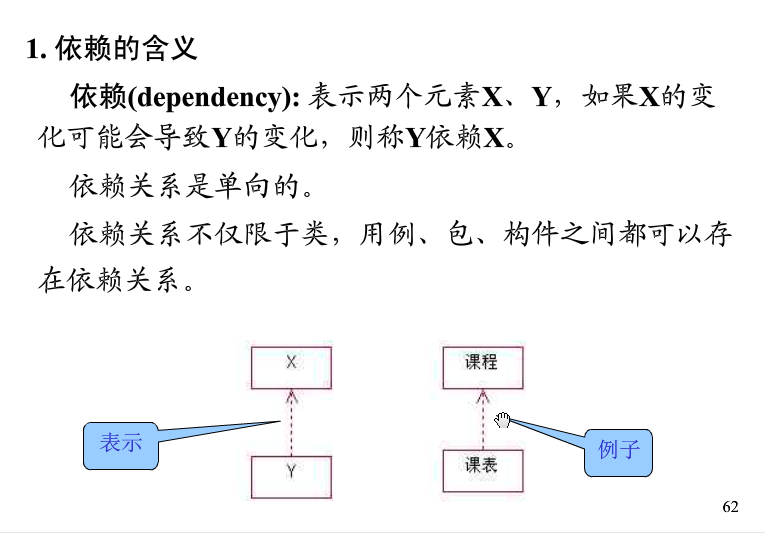 1. 依赖的含义
依赖(dependency): 表示两个元素X、Y，如果X的变
化可能会导致Y的变化，则称Y依赖X。
依赖关系是单向的。
依赖关系不仅限于类，用例、包、构件之间都可以存
在依赖关系。
X
课程
表示
例子
Y
课表
62